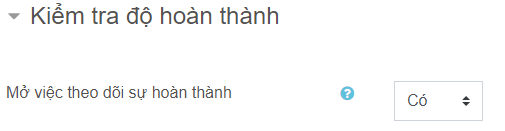 Kiểm tra độ hoàn thành
Mở việc theo dõi sự hoàn thành
Có